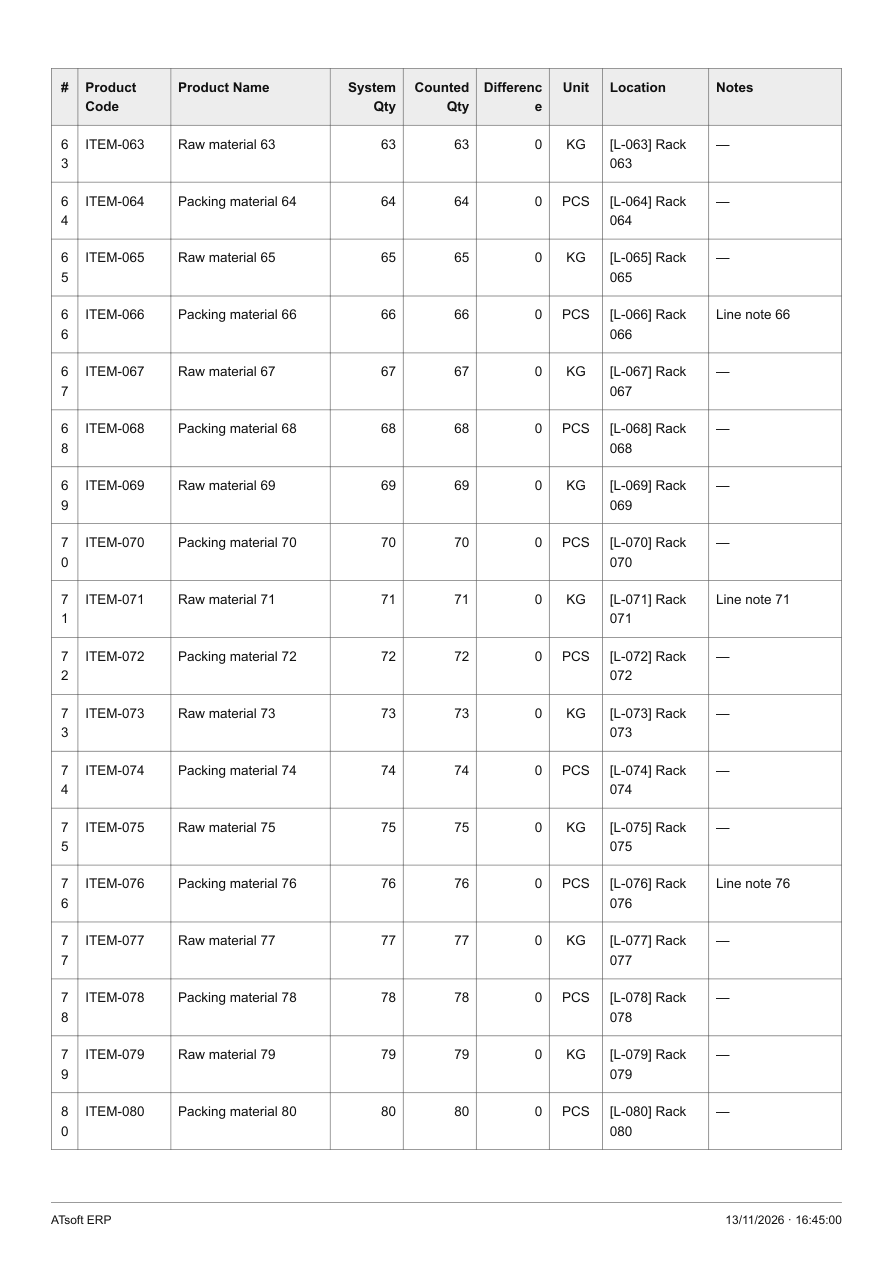 # Product Code Product Name System Qty Counted Qty Difference Unit Location Notes
63 ITEM-063 Raw material 63 63 63 0 KG [L-063] Rack 063 —
64 ITEM-064 Packing material 64 64 64 0 PCS [L-064] Rack 064 —
65 ITEM-065 Raw material 65 65 65 0 KG [L-065] Rack 065 —
66 ITEM-066 Packing material 66 66 66 0 PCS [L-066] Rack 066 Line note 66
67 ITEM-067 Raw material 67 67 67 0 KG [L-067] Rack 067 —
68 ITEM-068 Packing material 68 68 68 0 PCS [L-068] Rack 068 —
69 ITEM-069 Raw material 69 69 69 0 KG [L-069] Rack 069 —
70 ITEM-070 Packing material 70 70 70 0 PCS [L-070] Rack 070 —
71 ITEM-071 Raw material 71 71 71 0 KG [L-071] Rack 071 Line note 71
72 ITEM-072 Packing material 72 72 72 0 PCS [L-072] Rack 072 —
73 ITEM-073 Raw material 73 73 73 0 KG [L-073] Rack 073 —
74 ITEM-074 Packing material 74 74 74 0 PCS [L-074] Rack 074 —
75 ITEM-075 Raw material 75 75 75 0 KG [L-075] Rack 075 —
76 ITEM-076 Packing material 76 76 76 0 PCS [L-076] Rack 076 Line note 76
77 ITEM-077 Raw material 77 77 77 0 KG [L-077] Rack 077 —
78 ITEM-078 Packing material 78 78 78 0 PCS [L-078] Rack 078 —
79 ITEM-079 Raw material 79 79 79 0 KG [L-079] Rack 079 —
80 ITEM-080 Packing material 80 80 80 0 PCS [L-080] Rack 080 —
ATsoft ERP 13/11/2026 · 16:45:00